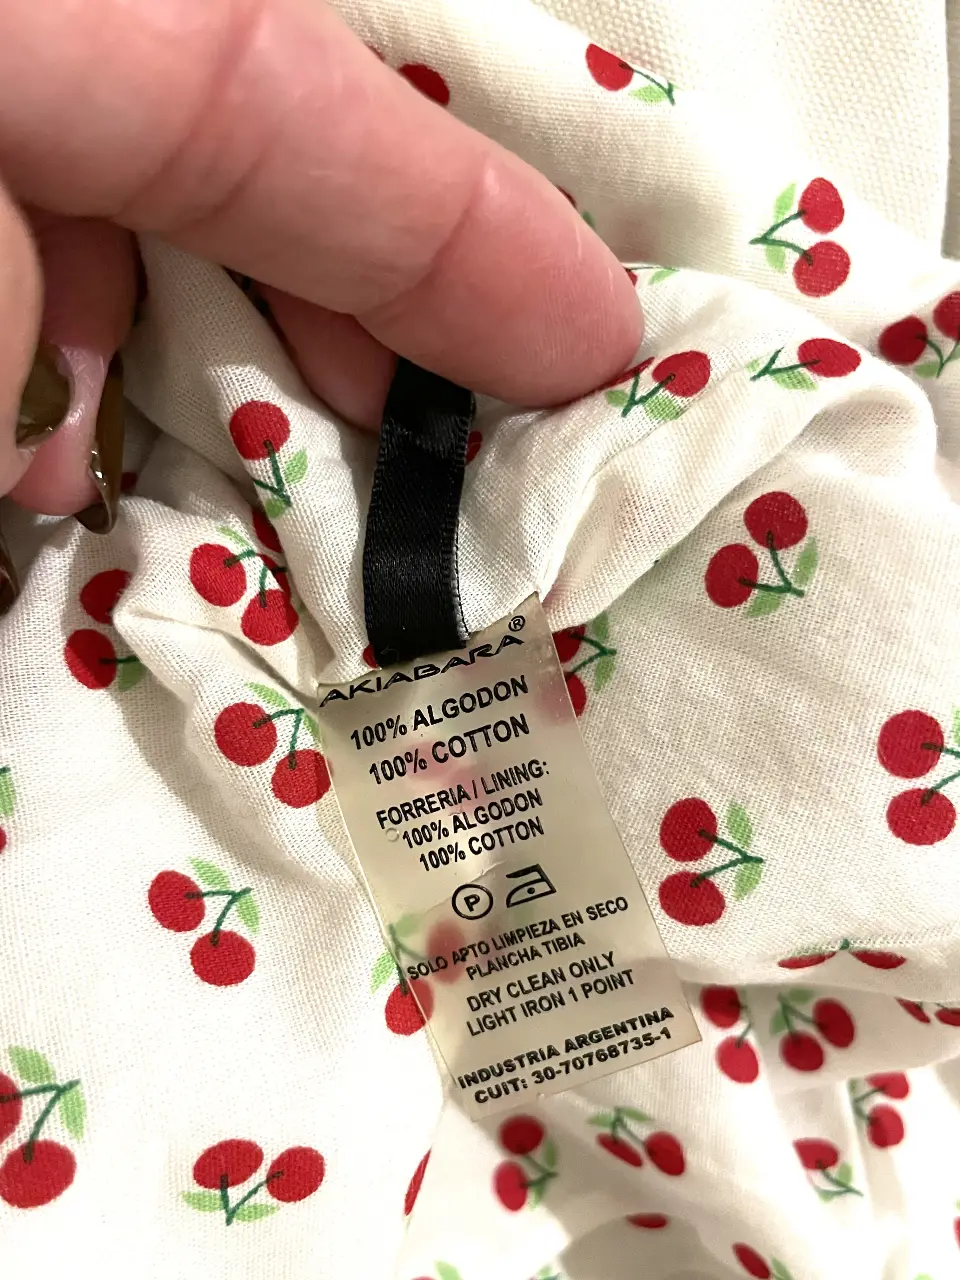 AKIABARA®
100% ALGODON
100% COTTON
FORRERIA / LINING:
100% ALGODON
100% COTTON
P
SOLO APTO LIMPIEZA EN SECO
PLANCHA TIBIA
DRY CLEAN ONLY
LIGHT IRON 1 POINT
INDUSTRIA ARGENTINA
CUIT: 30-70768735-1